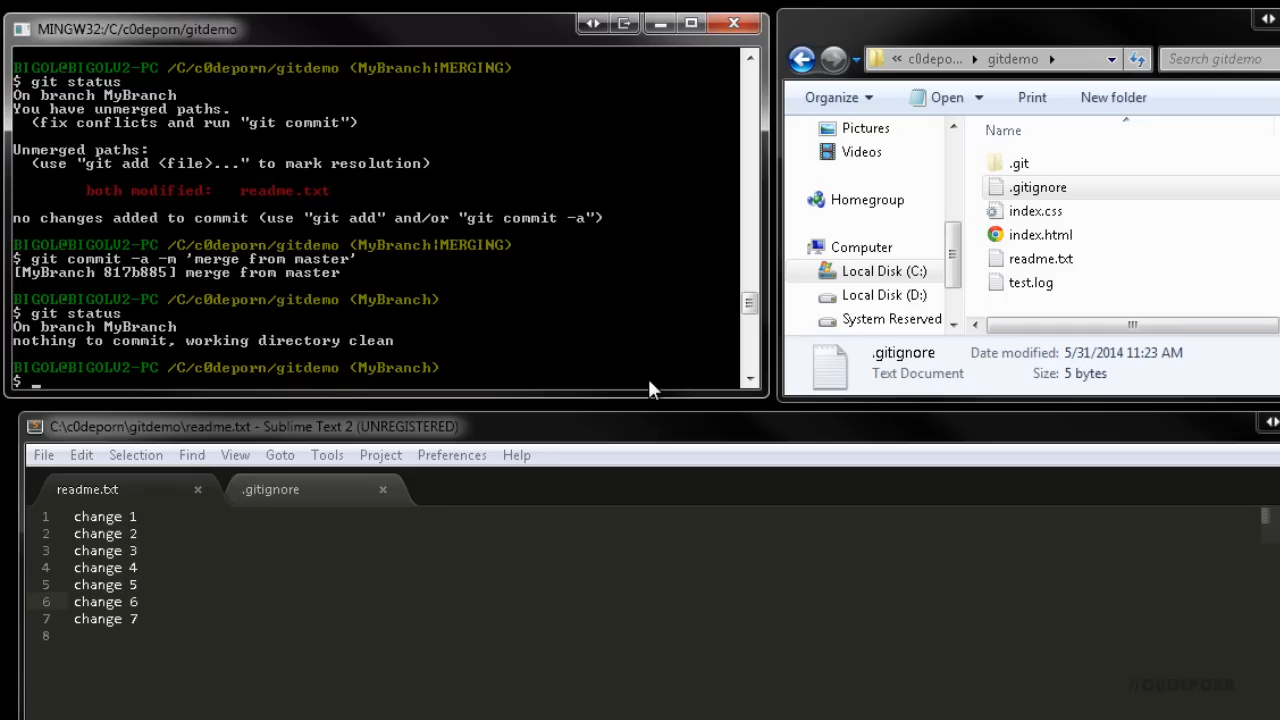 MINGW32:/C/c0deporn/gitdemo
BIGOL@BIGOLV2-PC /C/c0deporn/gitdemo (MyBranch|MERGING)
$ git status
On branch MyBranch
You have unmerged paths.
(fix conflicts and run "git commit")
Unmerged paths:
(use "git add <file>..." to mark resolution)
both modified: readme.txt
no changes added to commit (use "git add" and/or "git commit -a")
BIGOL@BIGOLV2-PC /C/c0deporn/gitdemo (MyBranch|MERGING)
$ git commit -a -m 'merge from master'
[MyBranch 817b885] merge from master
BIGOL@BIGOLV2-PC /C/c0deporn/gitdemo (MyBranch)
$ git status
On branch MyBranch
nothing to commit, working directory clean
BIGOL@BIGOLV2-PC /C/c0deporn/gitdemo (MyBranch)
$ _
« c0depo... gitdemo
Search gitdemo
Organize Open Print New folder
Pictures
Videos
Homegroup
Computer
Local Disk (C:)
Local Disk (D:)
System Reserved
Name
.git
.gitignore
index.css
index.html
readme.txt
test.log
.gitignore Date modified: 5/31/2014 11:23 AM
Text Document Size: 5 bytes
C:\c0deporn\gitdemo\readme.txt - Sublime Text 2 (UNREGISTERED)
File Edit Selection Find View Goto Tools Project Preferences Help
readme.txt .gitignore
1 change 1
2 change 2
3 change 3
4 change 4
5 change 5
6 change 6
7 change 7
8
//C0DEPORN